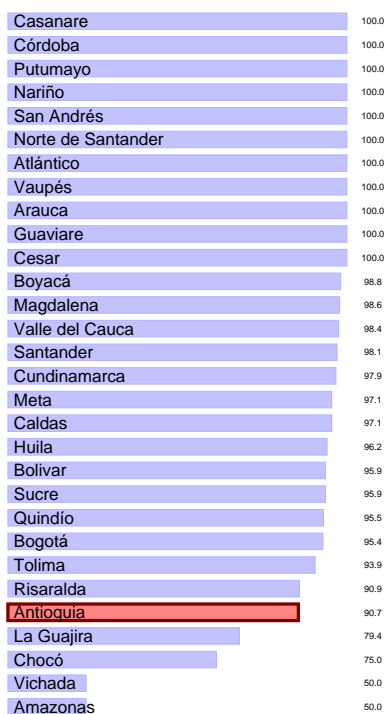 Casanare 100.0
Córdoba 100.0
Putumayo 100.0
Nariño 100.0
San Andrés 100.0
Norte de Santander 100.0
Atlántico 100.0
Vaupés 100.0
Arauca 100.0
Guaviare 100.0
Cesar 100.0
Boyacá 98.8
Magdalena 98.6
Valle del Cauca 98.4
Santander 98.1
Cundinamarca 97.9
Meta 97.1
Caldas 97.1
Huila 96.2
Bolivar 95.9
Sucre 95.9
Quindío 95.5
Bogotá 95.4
Tolima 93.9
Risaralda 90.9
Antioquia 90.7
La Guajira 79.4
Chocó 75.0
Vichada 50.0
Amazonas 50.0